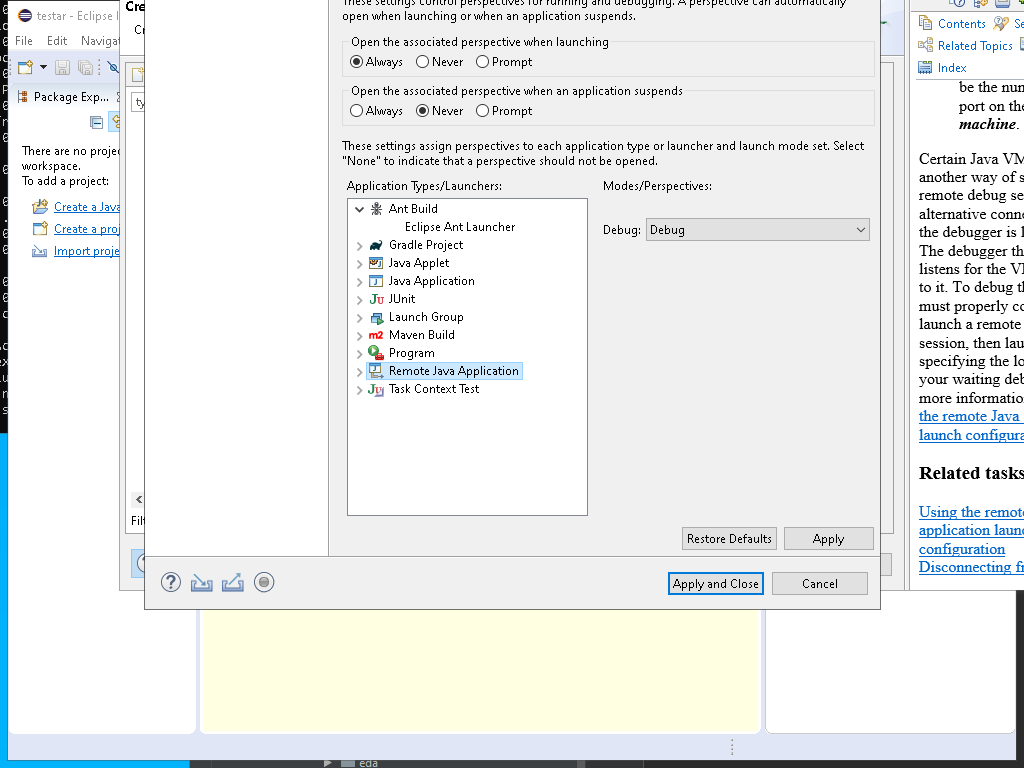 testar - Eclipse I
File Edit Navigat
Package Exp...
There are no projec
workspace.
To add a project:
Create a Java
Create a proj
Import proje
Cre
Cr
ty
<
Filt
These settings control perspectives for running and debugging. A perspective can automatically
open when launching or when an application suspends.
Open the associated perspective when launching
Always Never Prompt
Open the associated perspective when an application suspends
Always Never Prompt
These settings assign perspectives to each application type or launcher and launch mode set. Select
"None" to indicate that a perspective should not be opened.
Application Types/Launchers:
Modes/Perspectives:
Ant Build
Eclipse Ant Launcher
Gradle Project
Java Applet
Java Application
JUnit
Launch Group
Maven Build
Program
Remote Java Application
Task Context Test
Debug: Debug
Restore Defaults Apply
Apply and Close Cancel
Contents Se
Related Topics
Index
be the num
port on the
machine.
Certain Java VM
another way of s
remote debug se
alternative conne
the debugger is l
The debugger th
listens for the VM
to it. To debug th
must properly co
launch a remote
session, then lau
specifying the lo
your waiting deb
more information
the remote Java
launch configura
Related tasks
Using the remote
application launc
configuration
Disconnecting fr
eda